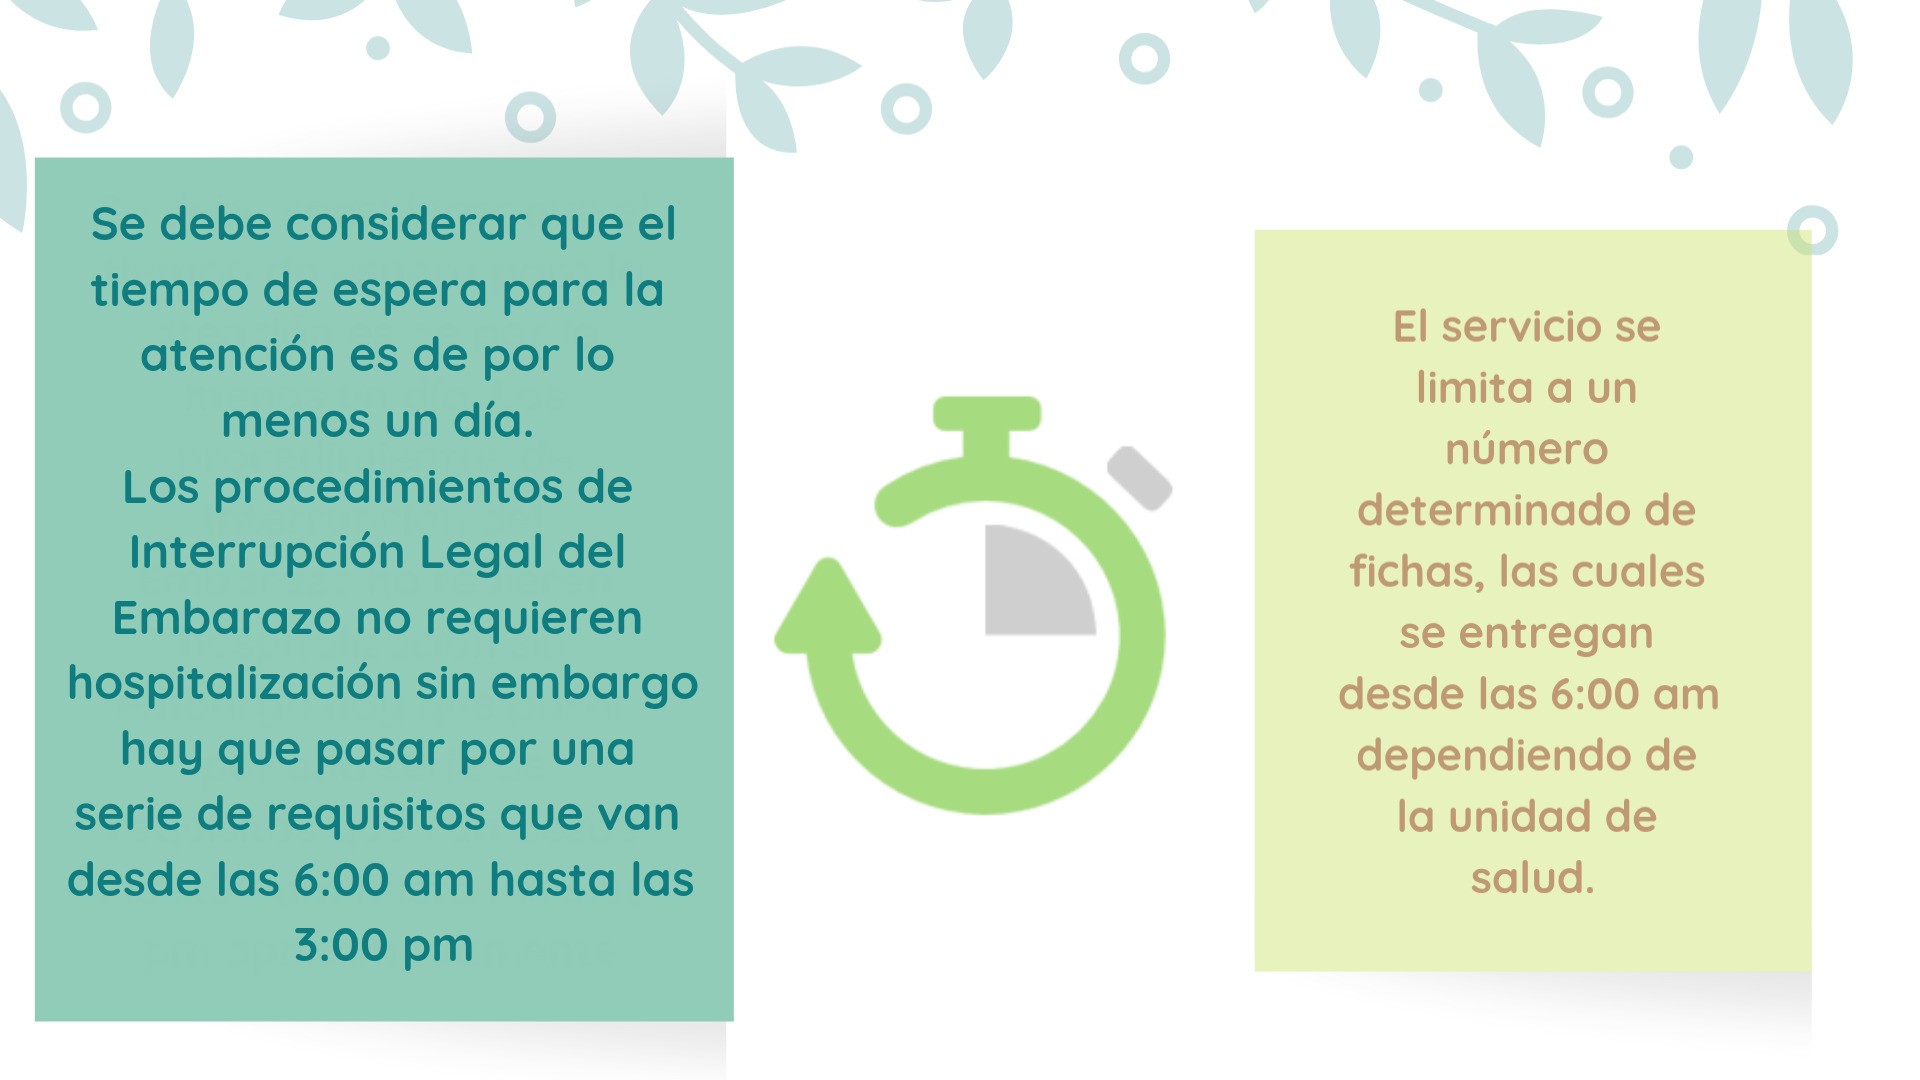 Se debe considerar que el
tiempo de espera para la
atención es de por lo
menos un día.
Los procedimientos de
Interrupción Legal del
Embarazo no requieren
hospitalización sin embargo
hay que pasar por una
serie de requisitos que van
desde las 6:00 am hasta las
3:00 pm
El servicio se
limita a un
número
determinado de
fichas, las cuales
se entregan
desde las 6:00 am
dependiendo de
la unidad de
salud.